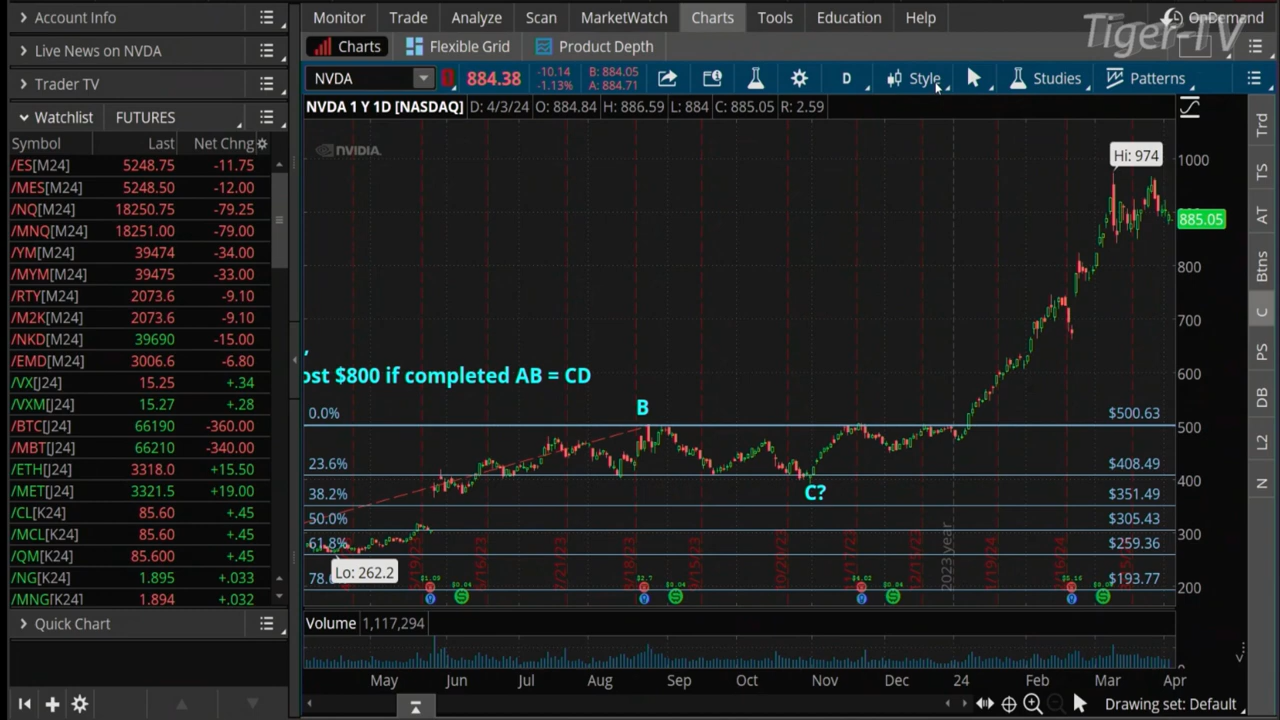 Account Info
Live News on NVDA
Trader TV
Watchlist FUTURES
Symbol Last Net Chng
/ES[M24] 5248.75 -11.75
/MES[M24] 5248.50 -12.00
/NQ[M24] 18250.75 -79.25
/MNQ[M24] 18251.00 -79.00
/YM[M24] 39474 -34.00
/MYM[M24] 39475 -33.00
/RTY[M24] 2073.6 -9.10
/M2K[M24] 2073.6 -9.10
/NKD[M24] 39690 -15.00
/EMD[M24] 3006.6 -6.80
/VX[J24] 15.25 +.34
/VXM[J24] 15.27 +.28
/BTC[J24] 66190 -360.00
/MBT[J24] 66210 -340.00
/ETH[J24] 3318.0 +15.50
/MET[J24] 3321.5 +19.00
/CL[K24] 85.60 +.45
/MCL[K24] 85.60 +.45
/QM[K24] 85.600 +.45
/NG[K24] 1.895 +.033
/MNG[K24] 1.894 +.032
Quick Chart
Monitor Trade Analyze Scan MarketWatch Charts Tools Education Help
OnDemand
Tiger-TV
Charts Flexible Grid Product Depth
NVDA 884.38 -10.14 -1.13% B: 884.05 A: 884.71 D Style Studies Patterns
NVDA 1 Y 1D [NASDAQ] D: 4/3/24 O: 884.84 H: 886.59 L: 884 C: 885.05 R: 2.59
NVIDIA.
Hi: 974
1000
885.05
800
700
600
500
400
300
200
ost $800 if completed AB = CD
B
C?
0.0% $500.63
23.6% $408.49
38.2% $351.49
50.0% $305.43
61.8% $259.36
$193.77
Lo: 262.2
2023 year
Volume 1,117,294
0
May Jun Jul Aug Sep Oct Nov Dec 24 Feb Mar Apr
Drawing set: Default
Trd
TS
AT
Btns
C
PS
DB
L2
N